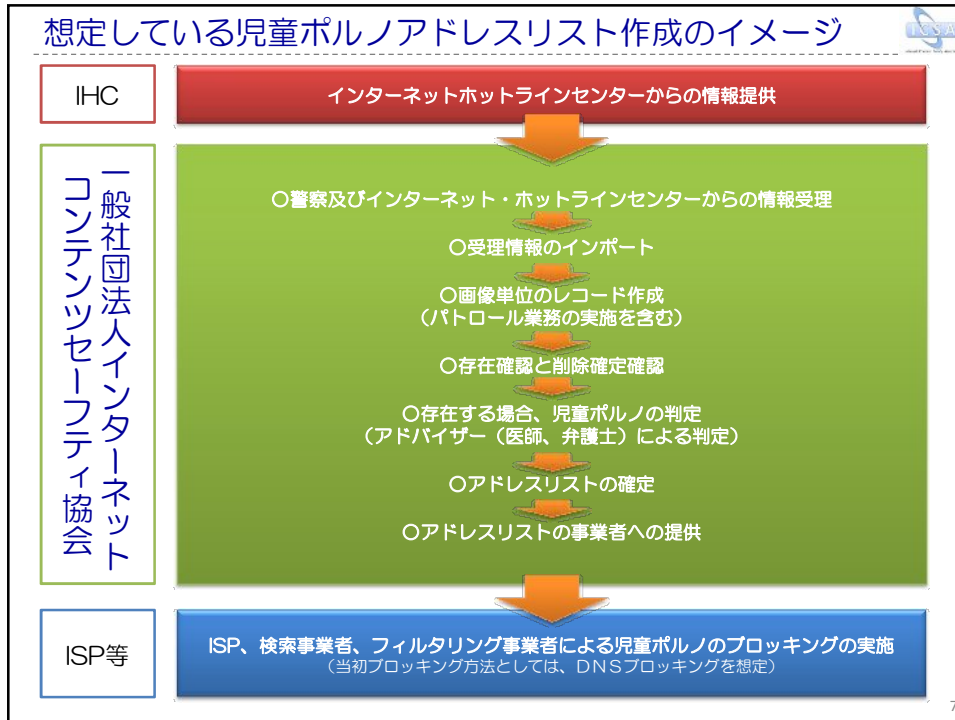 想定している児童ポルノアドレスリスト作成のイメージ
ICSA
IHC
インターネットホットラインセンターからの情報提供
一般社団法人インターネット
コンテンツセーフティ協会
○警察及びインターネット・ホットラインセンターからの情報受理
○受理情報のインポート
○画像単位のレコード作成
（パトロール業務の実施を含む）
○存在確認と削除確定確認
○存在する場合、児童ポルノの判定
（アドバイザー（医師、弁護士）による判定）
○アドレスリストの確定
○アドレスリストの事業者への提供
ISP等
ISP、検索事業者、フィルタリング事業者による児童ポルノのブロッキングの実施
（当初ブロッキング方法としては、ＤＮＳブロッキングを想定）
7